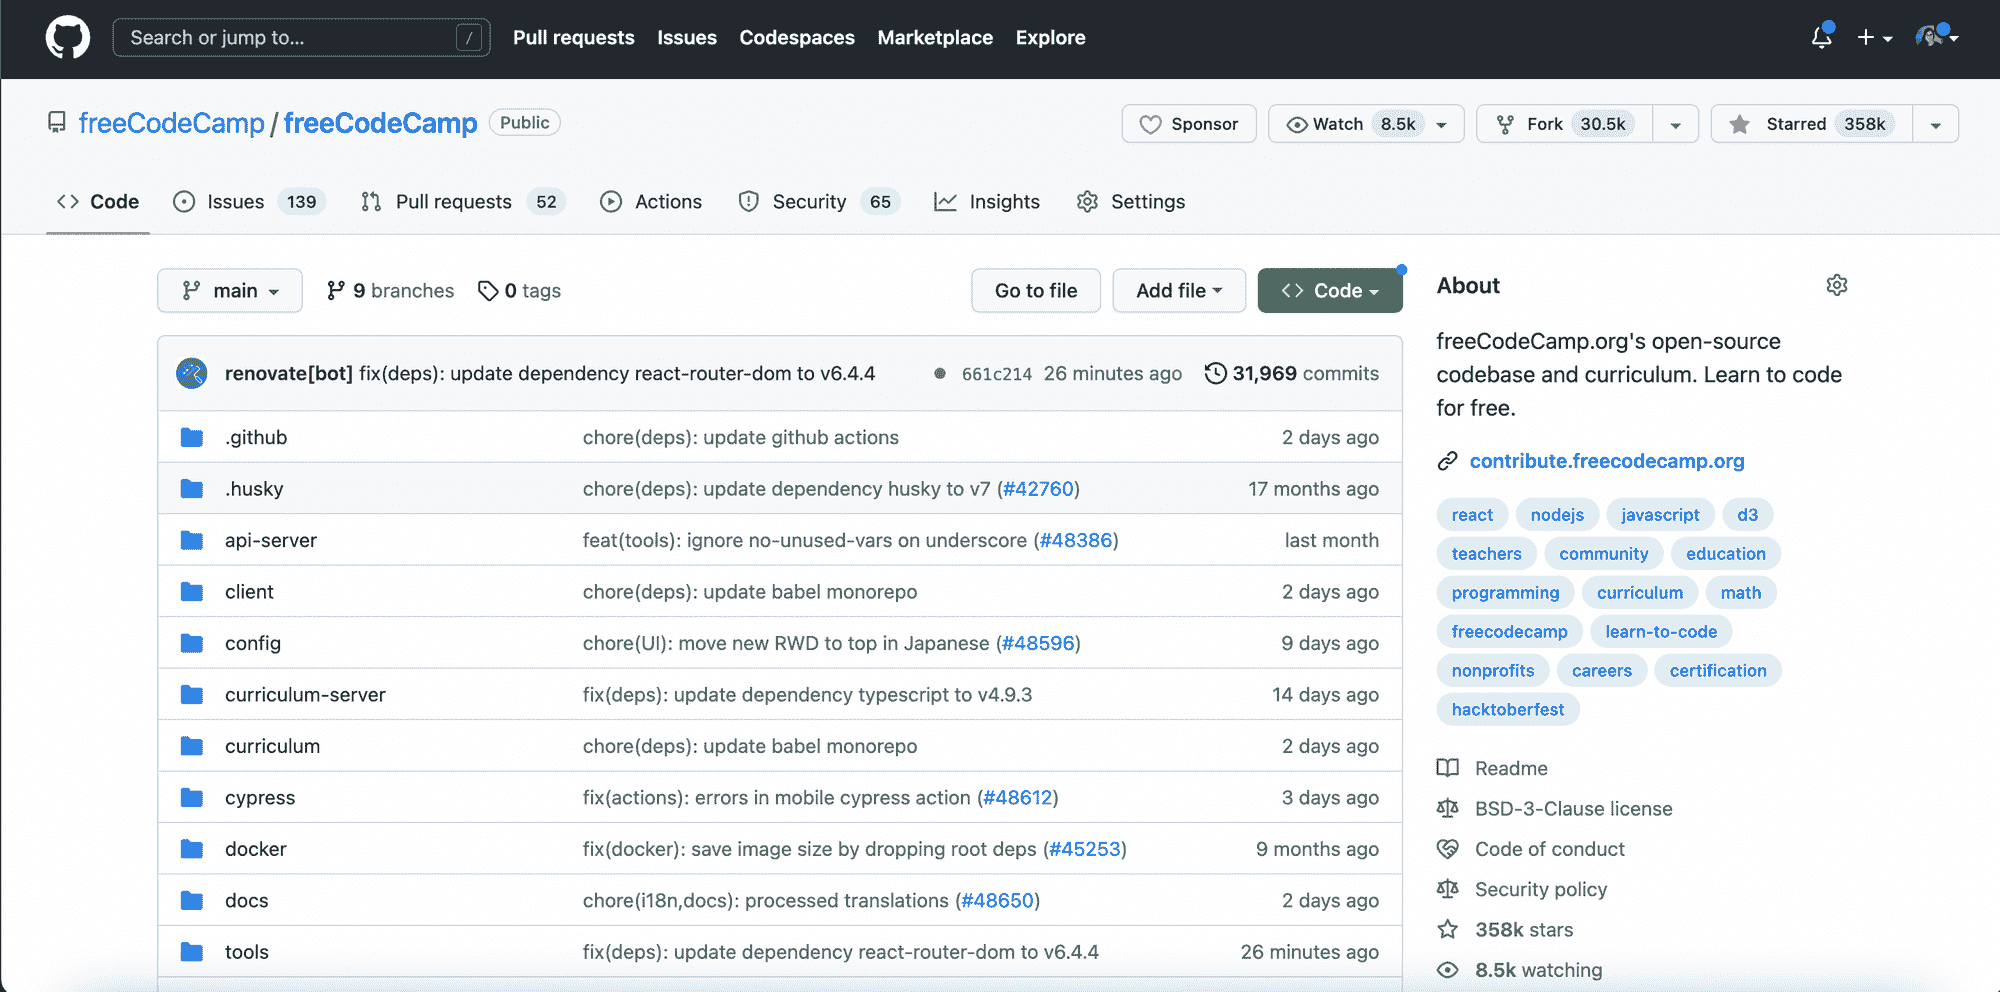 Search or jump to... / Pull requests Issues Codespaces Marketplace Explore
freeCodeCamp / freeCodeCamp Public Sponsor Watch 8.5k Fork 30.5k Starred 358k
Code Issues 139 Pull requests 52 Actions Security 65 Insights Settings
main 9 branches 0 tags Go to file Add file Code
renovate[bot] fix(deps): update dependency react-router-dom to v6.4.4 661c214 26 minutes ago 31,969 commits
.github chore(deps): update github actions 2 days ago
.husky chore(deps): update dependency husky to v7 (#42760) 17 months ago
api-server feat(tools): ignore no-unused-vars on underscore (#48386) last month
client chore(deps): update babel monorepo 2 days ago
config chore(UI): move new RWD to top in Japanese (#48596) 9 days ago
curriculum-server fix(deps): update dependency typescript to v4.9.3 14 days ago
curriculum chore(deps): update babel monorepo 2 days ago
cypress fix(actions): errors in mobile cypress action (#48612) 3 days ago
docker fix(docker): save image size by dropping root deps (#45253) 9 months ago
docs chore(i18n,docs): processed translations (#48650) 2 days ago
tools fix(deps): update dependency react-router-dom to v6.4.4 26 minutes ago
About
freeCodeCamp.org's open-source
codebase and curriculum. Learn to code
for free.
contribute.freecodecamp.org
react nodejs javascript d3
teachers community education
programming curriculum math
freecodecamp learn-to-code
nonprofits careers certification
hacktoberfest
Readme
BSD-3-Clause license
Code of conduct
Security policy
358k stars
8.5k watching